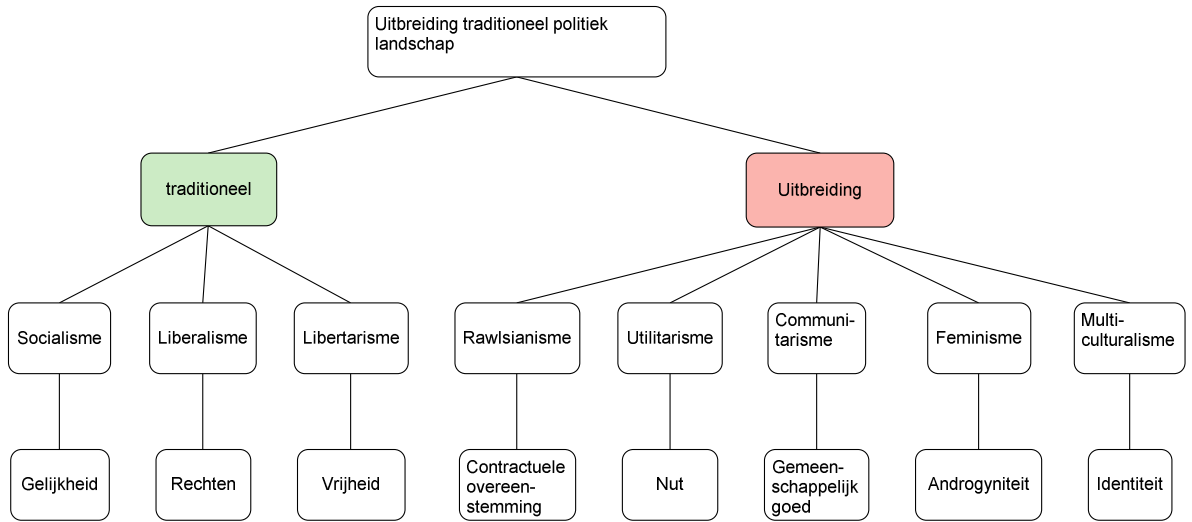 Uitbreiding traditioneel politiek
landschap
traditioneel
Uitbreiding
Socialisme
Liberalisme
Libertarisme
Rawlsianisme
Utilitarisme
Communi-
tarisme
Feminisme
Multi-
culturalisme
Gelijkheid
Rechten
Vrijheid
Contractuele
overeen-
stemming
Nut
Gemeen-
schappelijk
goed
Androgyniteit
Identiteit